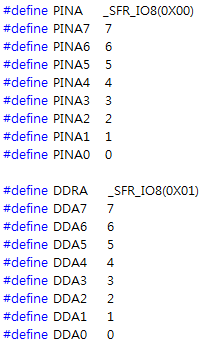 #define PINA _SFR_IO8(0X00)
#define PINA7 7
#define PINA6 6
#define PINA5 5
#define PINA4 4
#define PINA3 3
#define PINA2 2
#define PINA1 1
#define PINA0 0
#define DDRA _SFR_IO8(0X01)
#define DDA7 7
#define DDA6 6
#define DDA5 5
#define DDA4 4
#define DDA3 3
#define DDA2 2
#define DDA1 1
#define DDA0 0